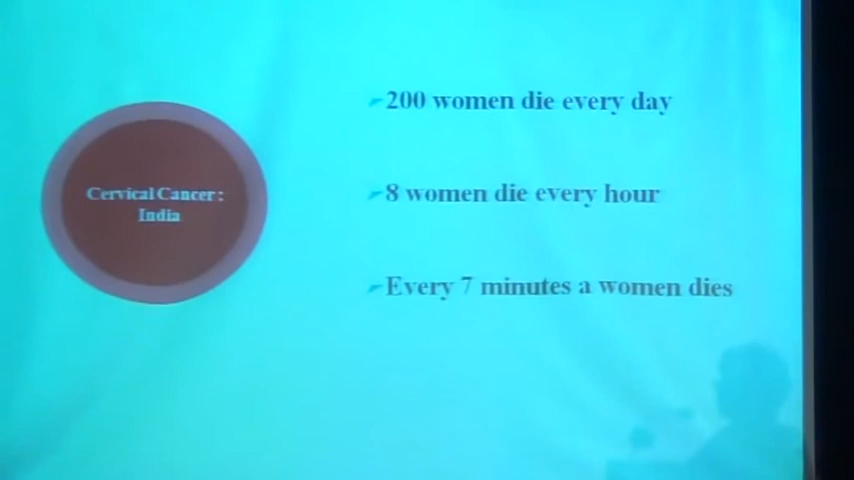 Cervical Cancer :
India
200 women die every day
8 women die every hour
Every 7 minutes a women dies